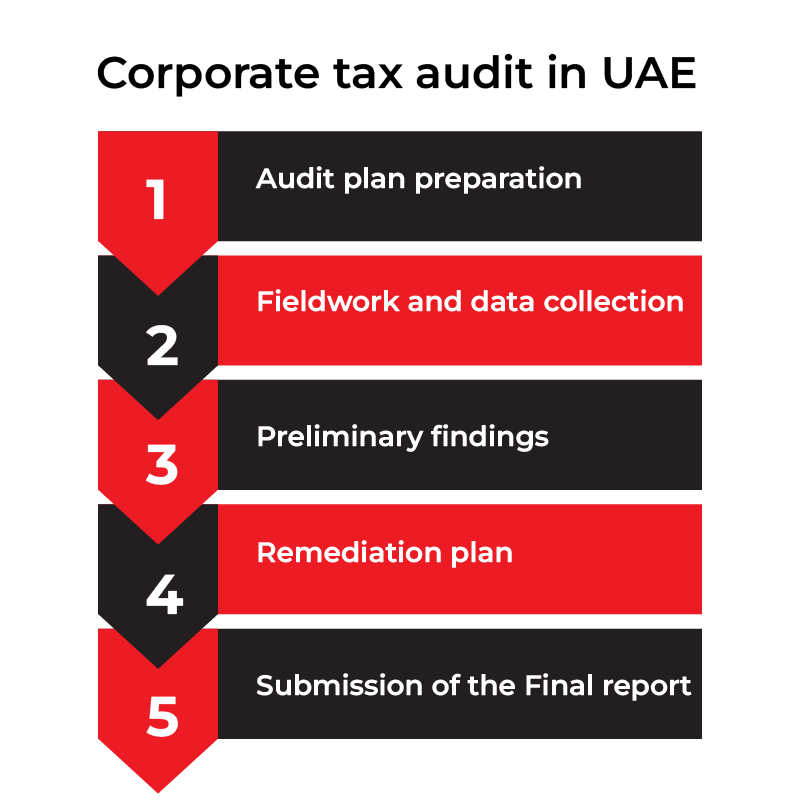 Corporate tax audit in UAE
1
Audit plan preparation
2
Fieldwork and data collection
3
Preliminary findings
4
Remediation plan
5
Submission of the Final report